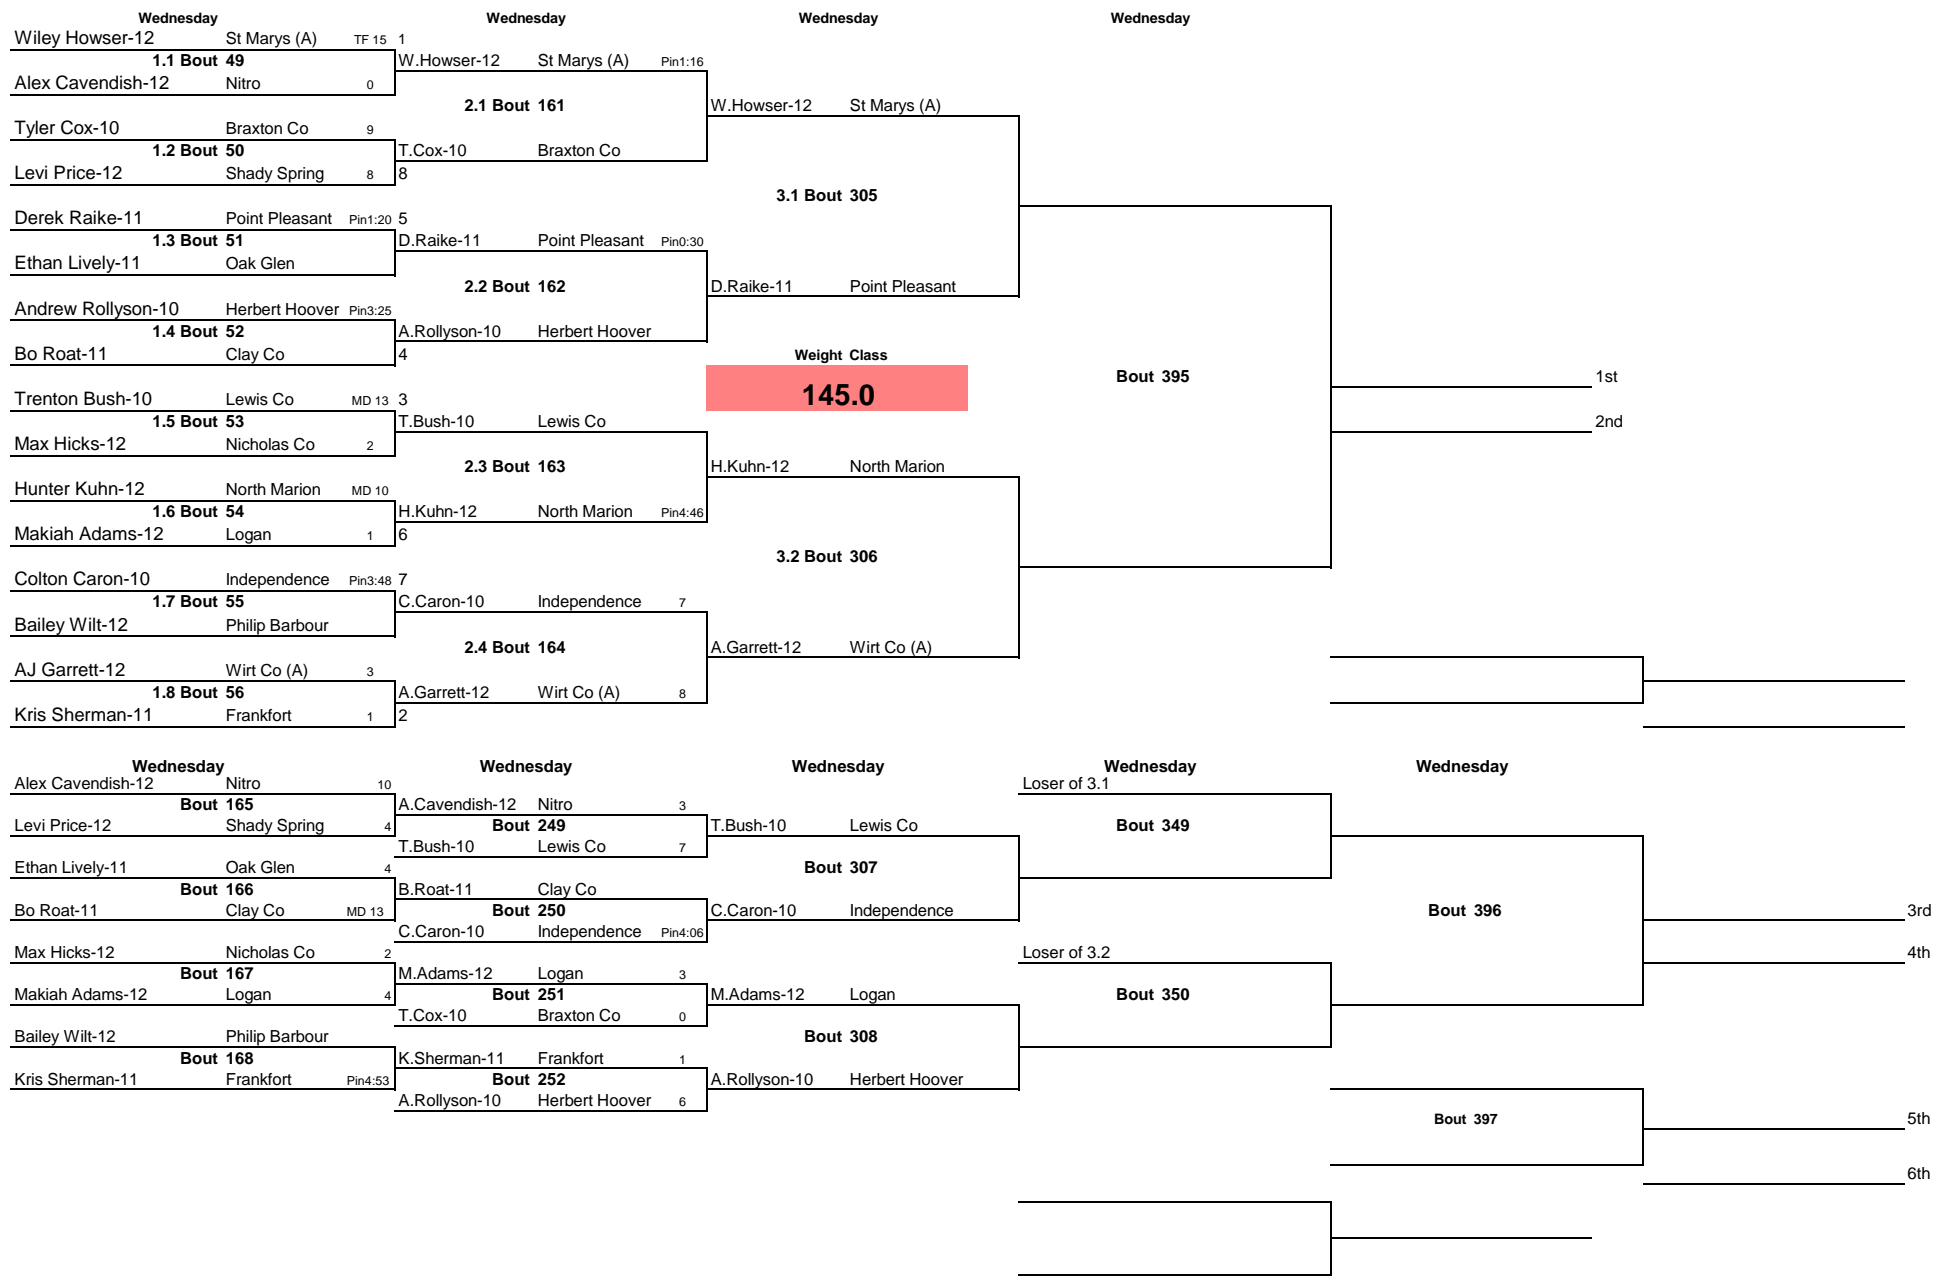 Wednesday Wednesday Wednesday Wednesday
Wiley Howser-12 St Marys (A) TF 15 1
1.1 Bout 49 W.Howser-12 St Marys (A) Pin1:16
Alex Cavendish-12 Nitro 0
2.1 Bout 161 W.Howser-12 St Marys (A)
Tyler Cox-10 Braxton Co 9
1.2 Bout 50 T.Cox-10 Braxton Co
Levi Price-12 Shady Spring 8 8
3.1 Bout 305
Derek Raike-11 Point Pleasant Pin1:20 5
1.3 Bout 51 D.Raike-11 Point Pleasant Pin0:30
Ethan Lively-11 Oak Glen
2.2 Bout 162 D.Raike-11 Point Pleasant
Andrew Rollyson-10 Herbert Hoover Pin3:25
1.4 Bout 52 A.Rollyson-10 Herbert Hoover
Bo Roat-11 Clay Co 4 Weight Class
Bout 395 1st
Trenton Bush-10 Lewis Co MD 13 3 145.0
1.5 Bout 53 T.Bush-10 Lewis Co 2nd
Max Hicks-12 Nicholas Co 2
2.3 Bout 163 H.Kuhn-12 North Marion
Hunter Kuhn-12 North Marion MD 10
1.6 Bout 54 H.Kuhn-12 North Marion Pin4:46
Makiah Adams-12 Logan 1 6
3.2 Bout 306
Colton Caron-10 Independence Pin3:48 7
1.7 Bout 55 C.Caron-10 Independence 7
Bailey Wilt-12 Philip Barbour
2.4 Bout 164 A.Garrett-12 Wirt Co (A)
AJ Garrett-12 Wirt Co (A) 3
1.8 Bout 56 A.Garrett-12 Wirt Co (A) 8
Kris Sherman-11 Frankfort 1 2
Wednesday Wednesday Wednesday Wednesday Wednesday
Alex Cavendish-12 Nitro 10 Loser of 3.1
Bout 165 A.Cavendish-12 Nitro 3
Levi Price-12 Shady Spring 4 Bout 249 T.Bush-10 Lewis Co Bout 349
T.Bush-10 Lewis Co 7
Ethan Lively-11 Oak Glen 4 Bout 307
Bout 166 B.Roat-11 Clay Co
Bo Roat-11 Clay Co MD 13 Bout 250 C.Caron-10 Independence Bout 396 3rd
C.Caron-10 Independence Pin4:06
Max Hicks-12 Nicholas Co 2 Loser of 3.2 4th
Bout 167 M.Adams-12 Logan 3
Makiah Adams-12 Logan 4 Bout 251 M.Adams-12 Logan Bout 350
T.Cox-10 Braxton Co 0
Bailey Wilt-12 Philip Barbour Bout 308
Bout 168 K.Sherman-11 Frankfort 1
Kris Sherman-11 Frankfort Pin4:53 Bout 252 A.Rollyson-10 Herbert Hoover
A.Rollyson-10 Herbert Hoover 6
Bout 397 5th
6th